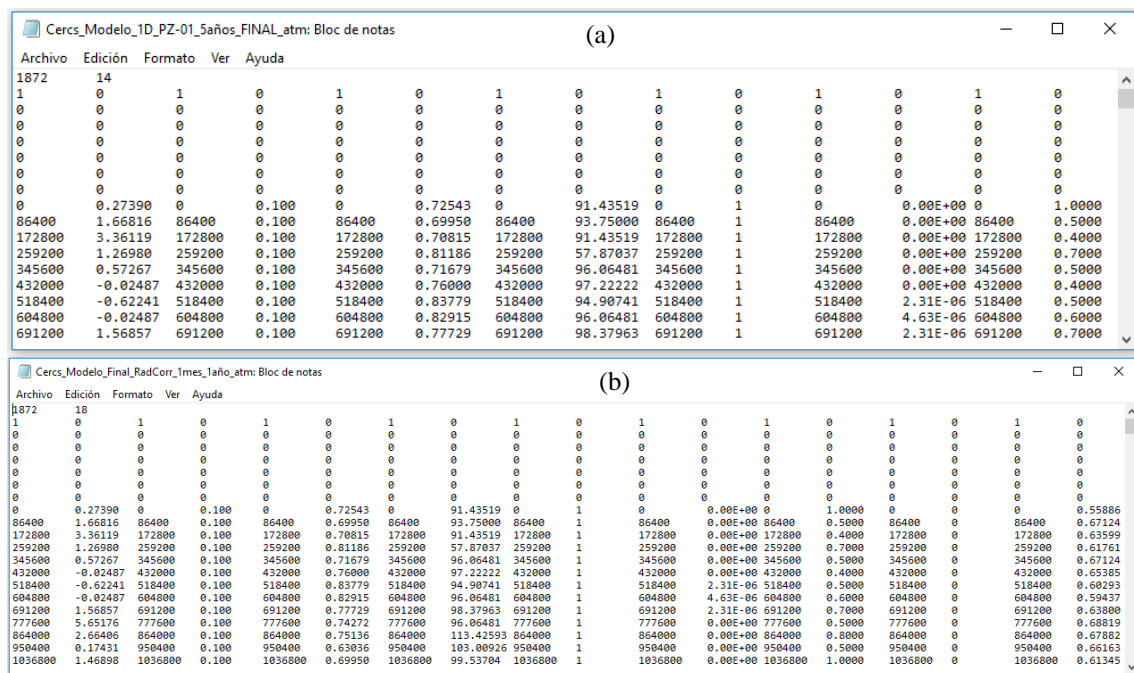 Cercs_Modelo_1D_PZ-01_5años_FINAL_atm: Bloc de notas
(a)
Archivo Edición Formato Ver Ayuda
1872 14
1 0 1 0 1 0 1 0 1 0 1 0 1 0
0 0 0 0 0 0 0 0 0 0 0 0 0 0
0 0 0 0 0 0 0 0 0 0 0 0 0 0
0 0 0 0 0 0 0 0 0 0 0 0 0 0
0 0 0 0 0 0 0 0 0 0 0 0 0 0
0 0 0 0 0 0 0 0 0 0 0 0 0 0
0 0 0 0 0 0 0 0 0 0 0 0 0 0
0 0.27390 0 0.100 0 0.72543 0 91.43519 0 1 0 0.00E+00 0 1.0000
86400 1.66816 86400 0.100 86400 0.69950 86400 93.75000 86400 1 86400 0.00E+00 86400 0.5000
172800 3.36119 172800 0.100 172800 0.70815 172800 91.43519 172800 1 172800 0.00E+00 172800 0.4000
259200 1.26980 259200 0.100 259200 0.81186 259200 57.87037 259200 1 259200 0.00E+00 259200 0.7000
345600 0.57267 345600 0.100 345600 0.71679 345600 96.06481 345600 1 345600 0.00E+00 345600 0.5000
432000 -0.02487 432000 0.100 432000 0.76000 432000 97.22222 432000 1 432000 0.00E+00 432000 0.4000
518400 -0.62241 518400 0.100 518400 0.83779 518400 94.90741 518400 1 518400 2.31E-06 518400 0.5000
604800 -0.02487 604800 0.100 604800 0.82915 604800 96.06481 604800 1 604800 4.63E-06 604800 0.6000
691200 1.56857 691200 0.100 691200 0.77729 691200 98.37963 691200 1 691200 2.31E-06 691200 0.7000
Cercs_Modelo_Final_RadCorr_1mes_1año_atm: Bloc de notas
(b)
Archivo Edición Formato Ver Ayuda
1872 18
1 0 1 0 1 0 1 0 1 0 1 0 1 0 1 0 1 0
0 0 0 0 0 0 0 0 0 0 0 0 0 0 0 0 0 0
0 0 0 0 0 0 0 0 0 0 0 0 0 0 0 0 0 0
0 0 0 0 0 0 0 0 0 0 0 0 0 0 0 0 0 0
0 0 0 0 0 0 0 0 0 0 0 0 0 0 0 0 0 0
0 0 0 0 0 0 0 0 0 0 0 0 0 0 0 0 0 0
0 0 0 0 0 0 0 0 0 0 0 0 0 0 0 0 0 0
0 0.27390 0 0.100 0 0.72543 0 91.43519 0 1 0 0.00E+00 0 1.0000 0 0 0 0.55886
86400 1.66816 86400 0.100 86400 0.69950 86400 93.75000 86400 1 86400 0.00E+00 86400 0.5000 86400 0 86400 0.67124
172800 3.36119 172800 0.100 172800 0.70815 172800 91.43519 172800 1 172800 0.00E+00 172800 0.4000 172800 0 172800 0.63599
259200 1.26980 259200 0.100 259200 0.81186 259200 57.87037 259200 1 259200 0.00E+00 259200 0.7000 259200 0 259200 0.61761
345600 0.57267 345600 0.100 345600 0.71679 345600 96.06481 345600 1 345600 0.00E+00 345600 0.5000 345600 0 345600 0.67124
432000 -0.02487 432000 0.100 432000 0.76000 432000 97.22222 432000 1 432000 0.00E+00 432000 0.4000 432000 0 432000 0.65385
518400 -0.62241 518400 0.100 518400 0.83779 518400 94.90741 518400 1 518400 2.31E-06 518400 0.5000 518400 0 518400 0.60293
604800 -0.02487 604800 0.100 604800 0.82915 604800 96.06481 604800 1 604800 4.63E-06 604800 0.6000 604800 0 604800 0.59437
691200 1.56857 691200 0.100 691200 0.77729 691200 98.37963 691200 1 691200 2.31E-06 691200 0.7000 691200 0 691200 0.63800
777600 5.65176 777600 0.100 777600 0.74272 777600 96.06481 777600 1 777600 0.00E+00 777600 0.5000 777600 0 777600 0.68819
864000 2.66406 864000 0.100 864000 0.75136 864000 113.42593 864000 1 864000 0.00E+00 864000 0.8000 864000 0 864000 0.67882
950400 0.17431 950400 0.100 950400 0.63036 950400 103.00926 950400 1 950400 0.00E+00 950400 0.5000 950400 0 950400 0.66163
1036800 1.46898 1036800 0.100 1036800 0.69950 1036800 99.53704 1036800 1 1036800 0.00E+00 1036800 1.0000 1036800 0 1036800 0.61345